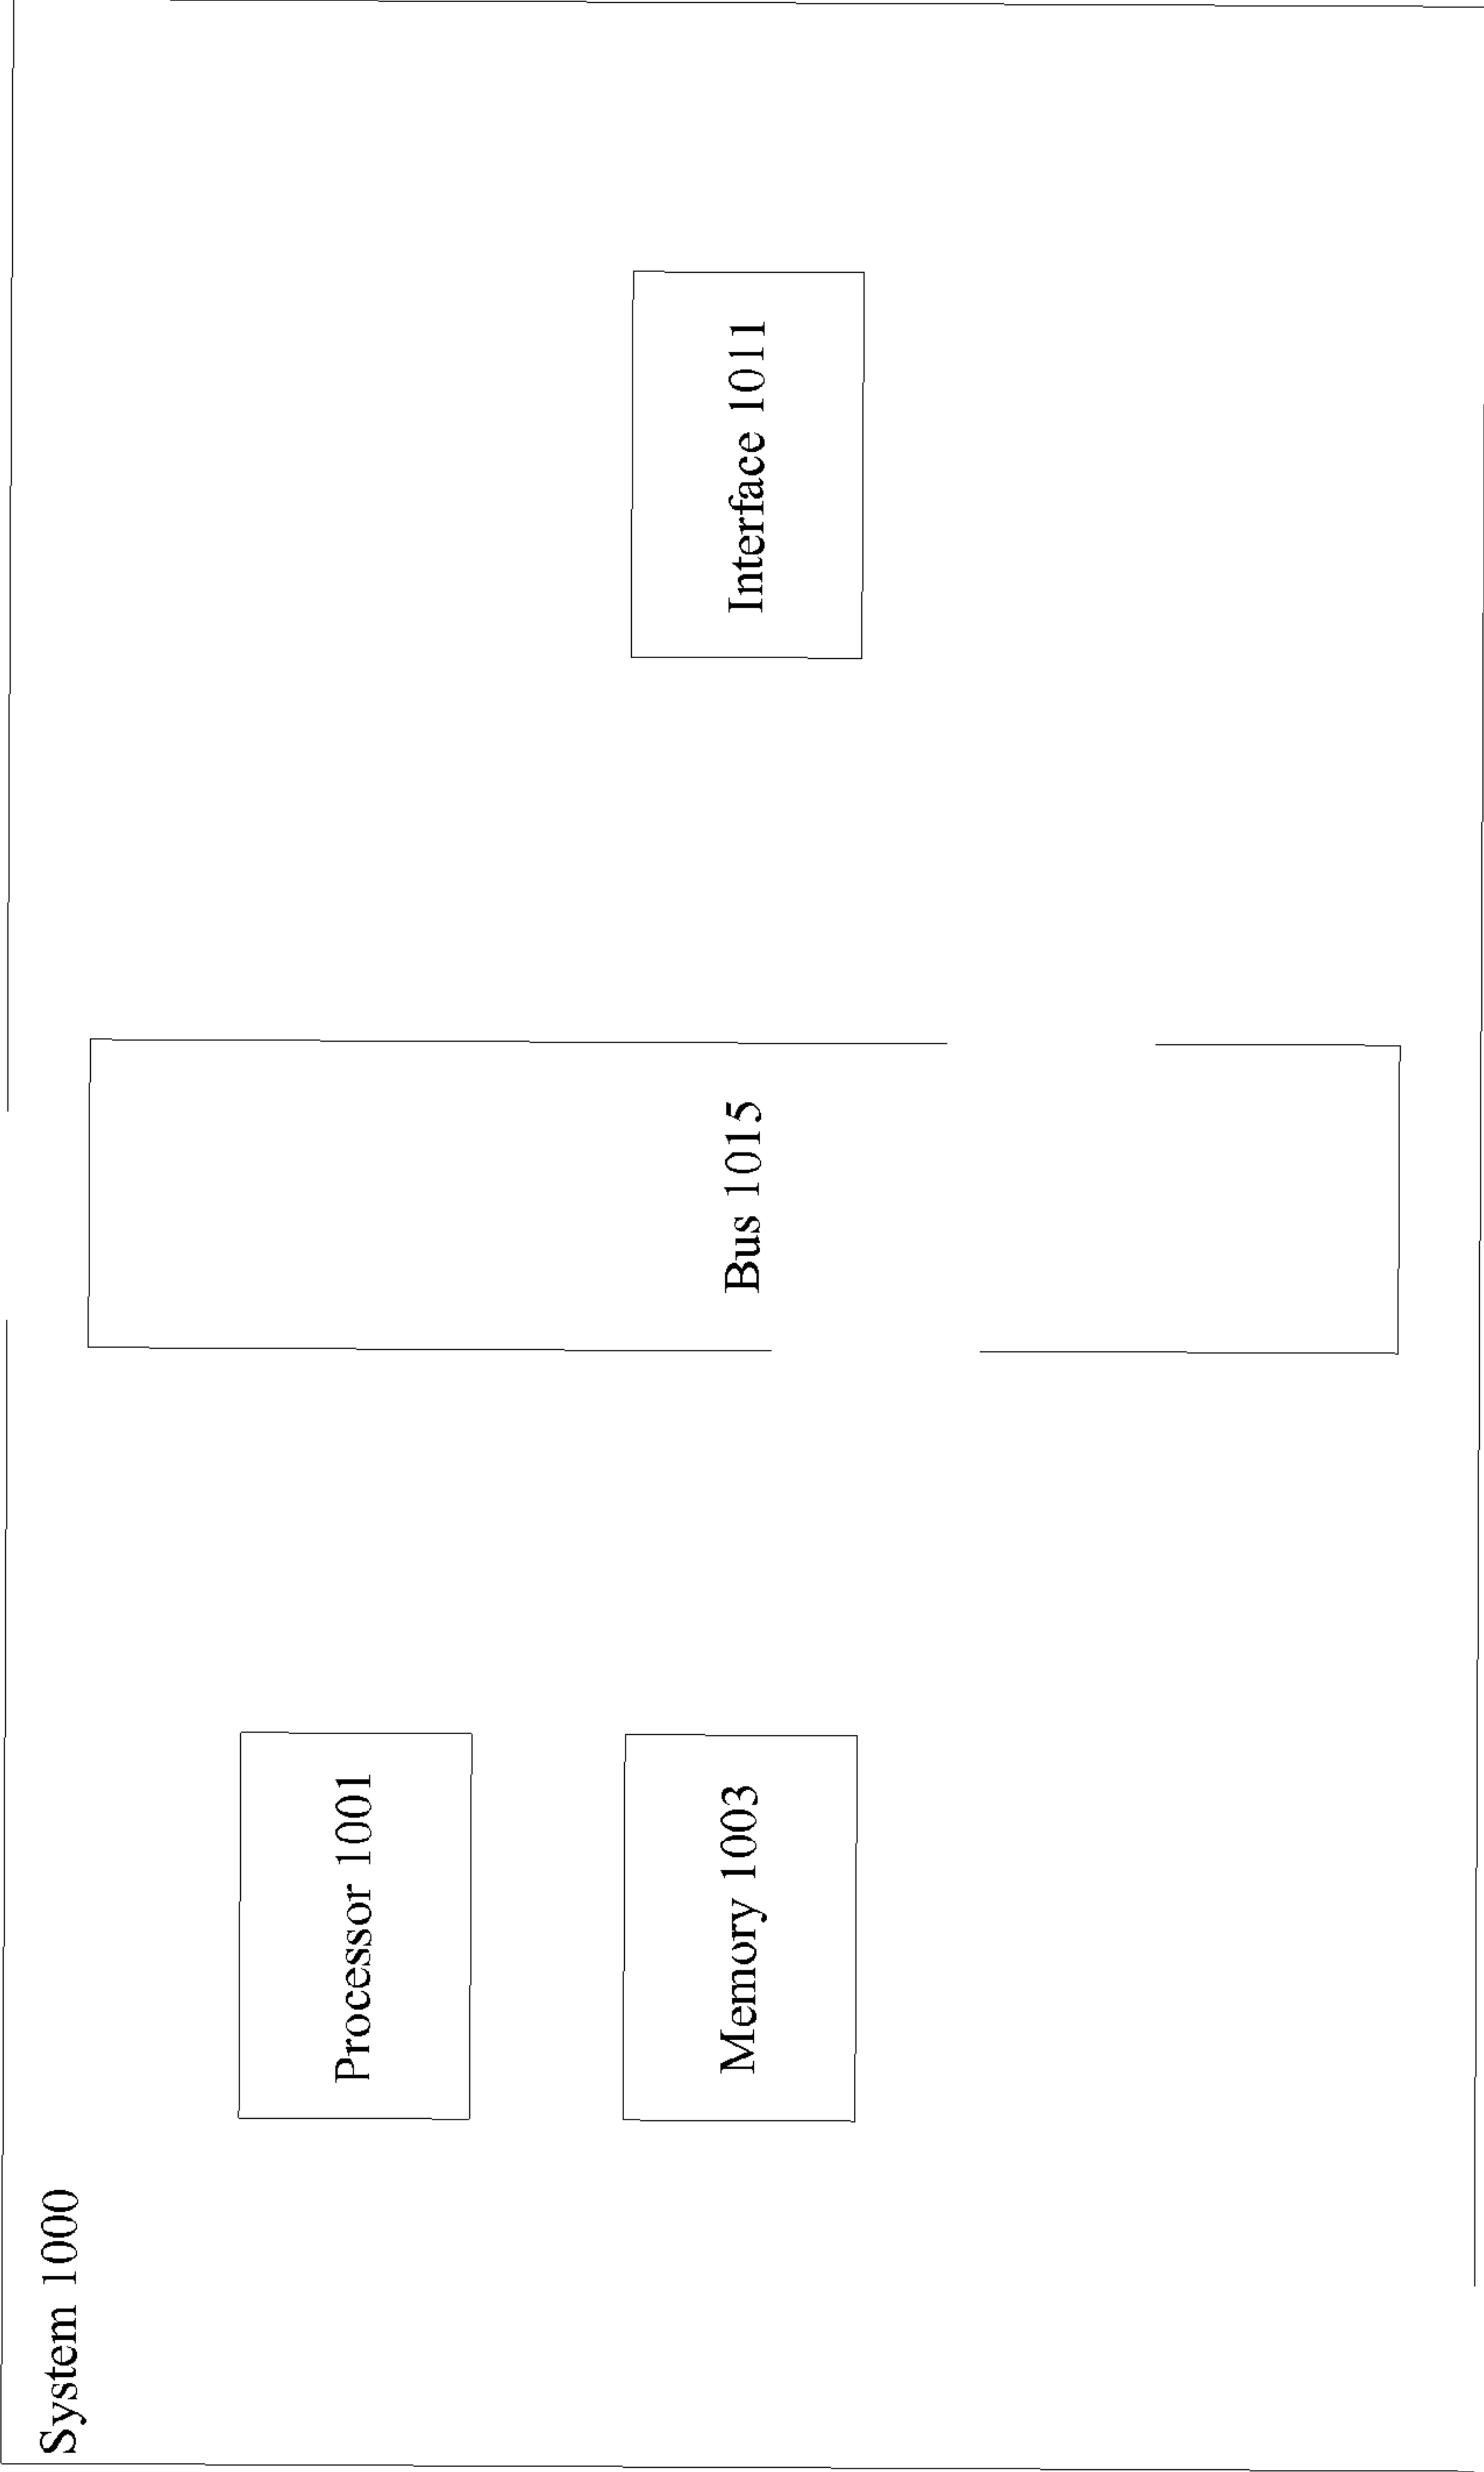 System 1000
Processor 1001
Memory 1003
Bus 1015
Interface 1011